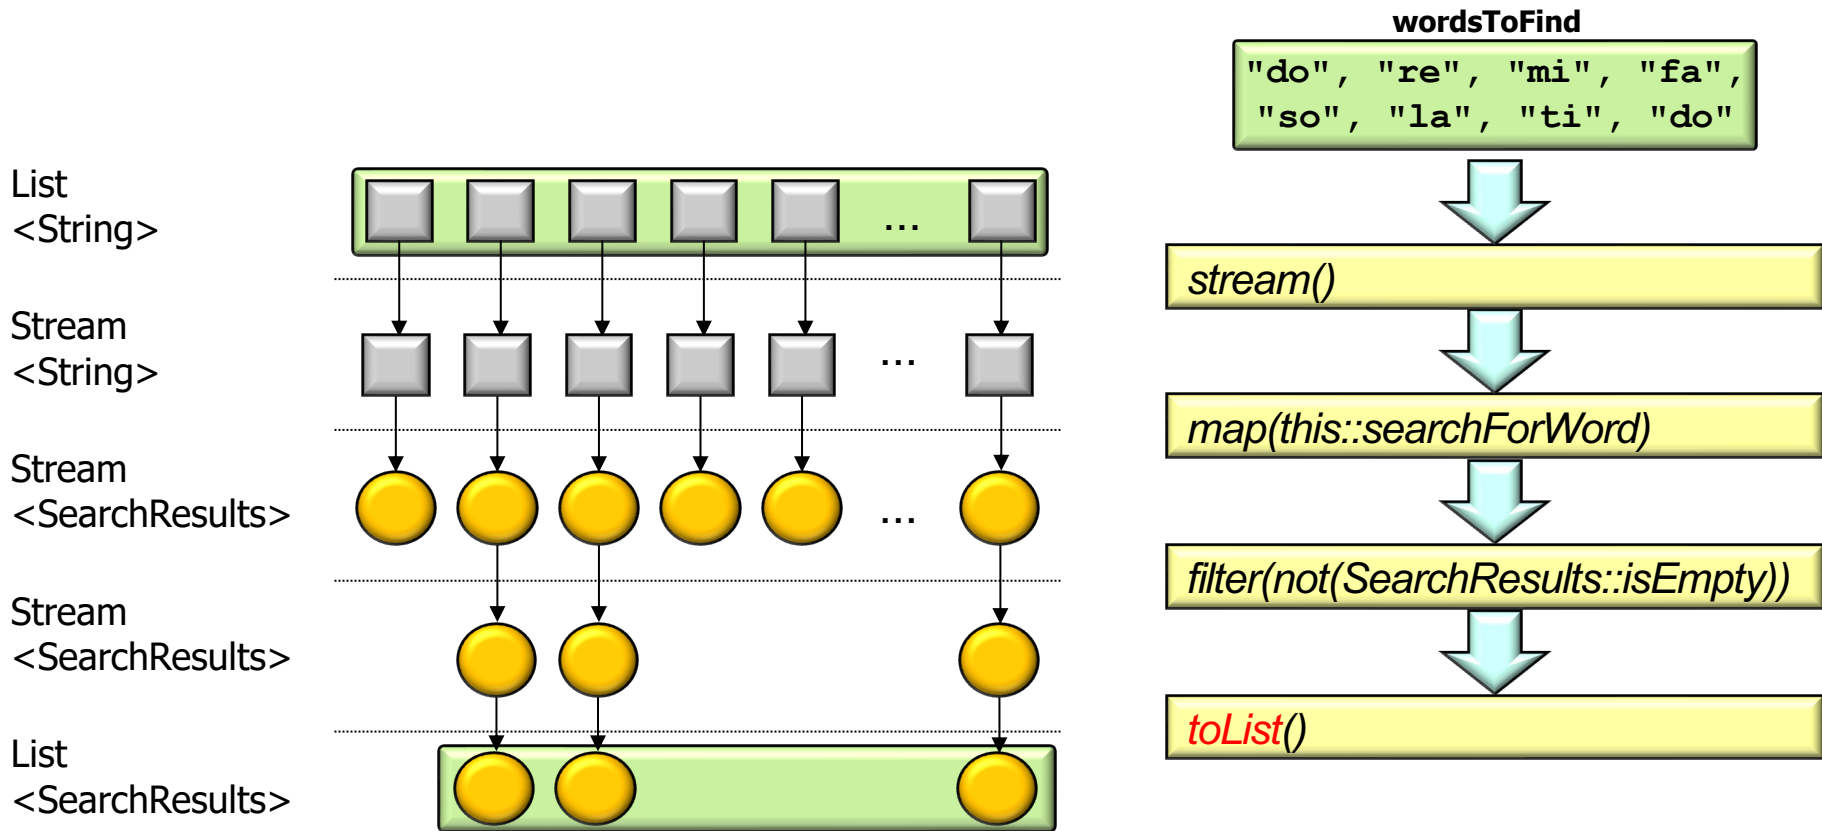 List
<String>
...
Stream
<String>
...
Stream
<SearchResults>
...
Stream
<SearchResults>
List
<SearchResults>
wordsToFind
"do", "re", "mi", "fa",
"so", "la", "ti", "do"
stream()
map(this::searchForWord)
filter(not(SearchResults::isEmpty))
toList()